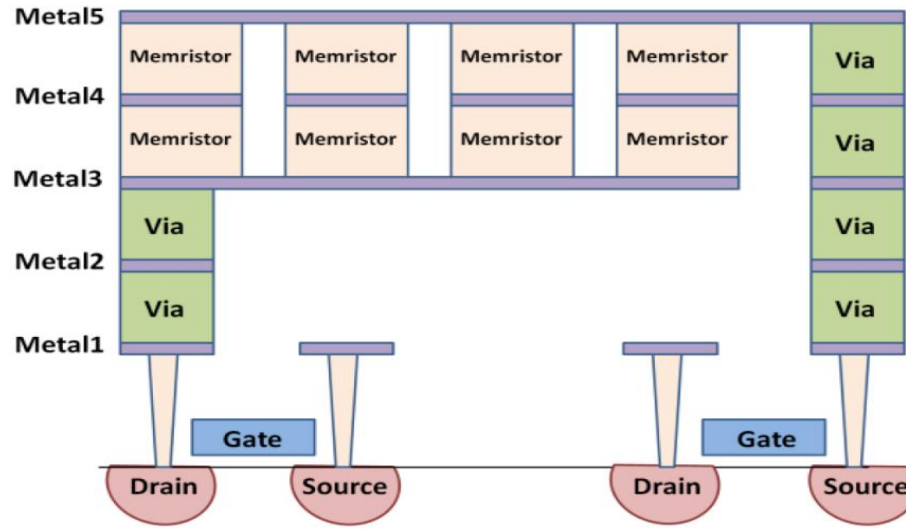 Metal5
Memristor Memristor Memristor Memristor Via
Metal4
Memristor Memristor Memristor Memristor Via
Metal3
Via Via
Metal2
Via Via
Metal1
Gate Gate
Drain Source Drain Source